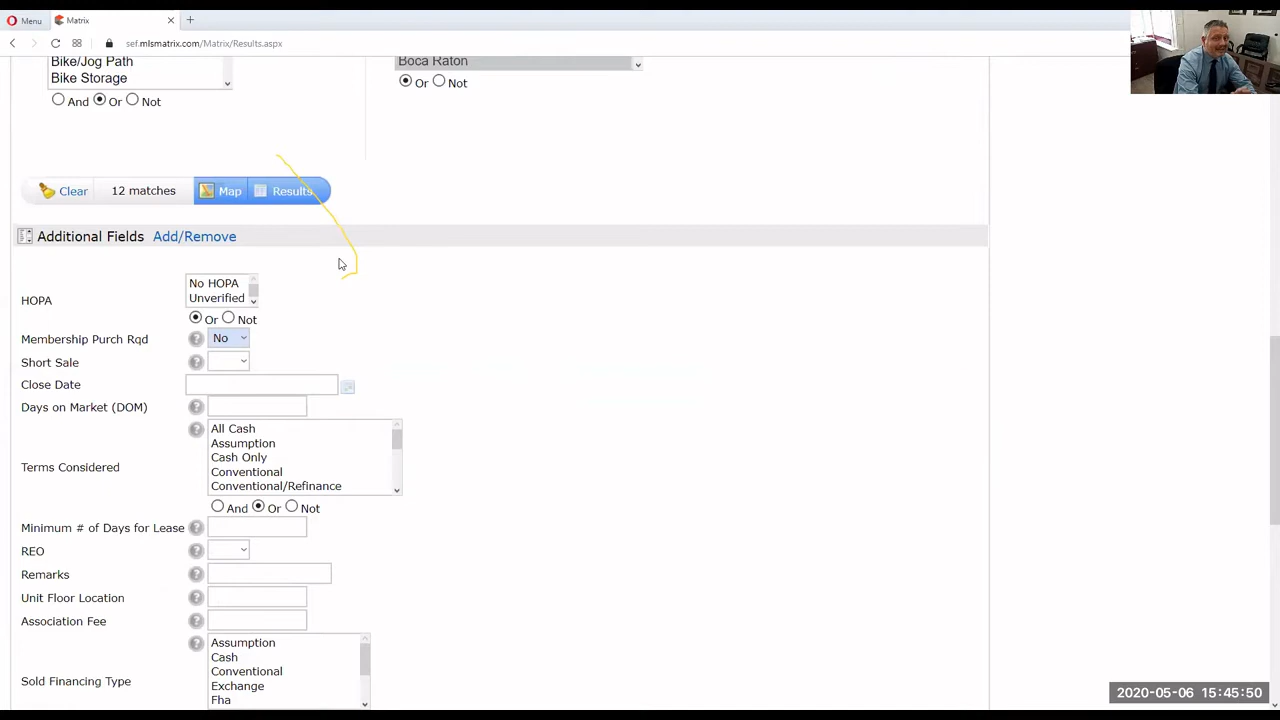 Menu
Matrix
sef.mlsmatrix.com/Matrix/Results.aspx
Bike/Jog Path
Bike Storage
And Or Not
Boca Raton
Or Not
Clear 12 matches Map Results
Additional Fields Add/Remove
HOPA
No HOPA
Unverified
Or Not
Membership Purch Rqd ? No
Short Sale ?
Close Date
Days on Market (DOM) ?
Terms Considered ?
All Cash
Assumption
Cash Only
Conventional
Conventional/Refinance
And Or Not
Minimum # of Days for Lease ?
REO ?
Remarks ?
Unit Floor Location ?
Association Fee ?
Sold Financing Type ?
Assumption
Cash
Conventional
Exchange
Fha
2020-05-06 15:45:50